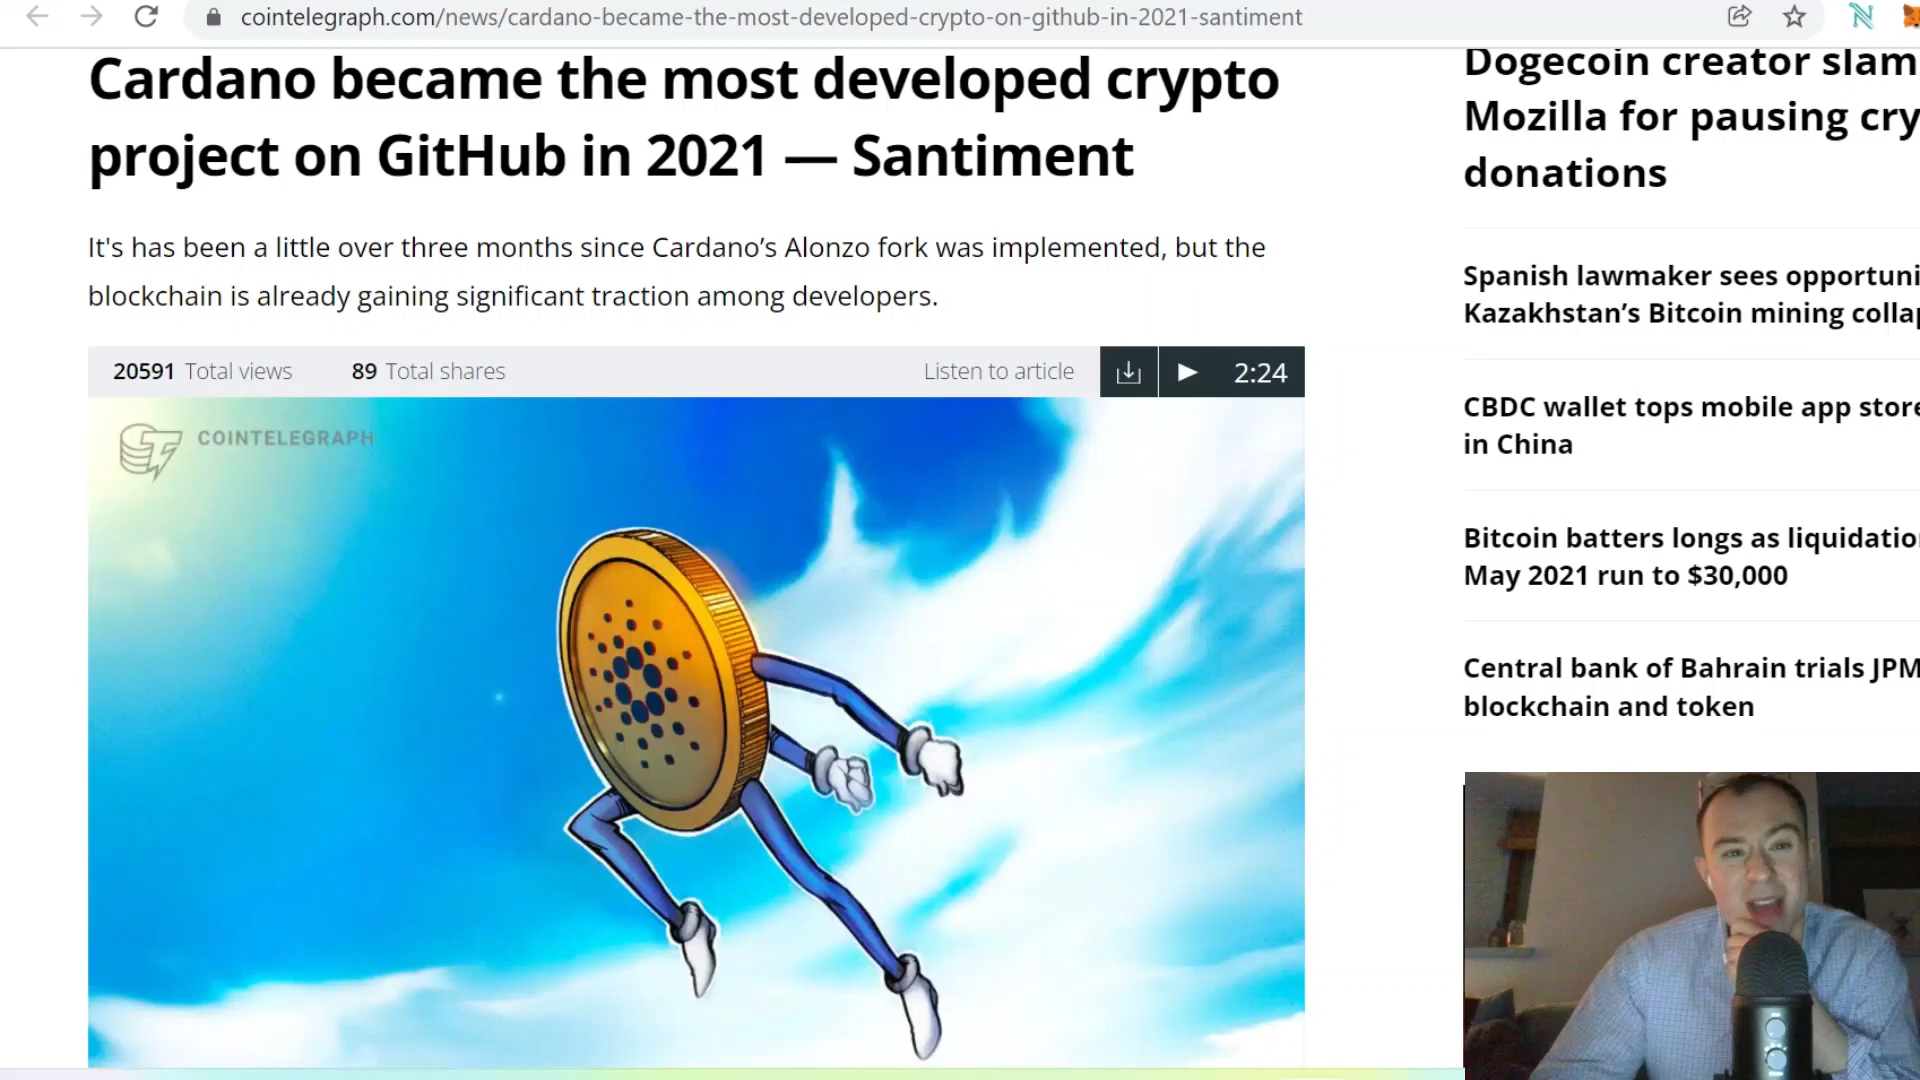 cointelegraph.com/news/cardano-became-the-most-developed-crypto-on-github-in-2021-santiment
Cardano became the most developed crypto
project on GitHub in 2021 — Santiment
It's has been a little over three months since Cardano’s Alonzo fork was implemented, but the
blockchain is already gaining significant traction among developers.
20591 Total views 89 Total shares Listen to article 2:24
COINTELEGRAPH
Dogecoin creator slam
Mozilla for pausing cry
donations
Spanish lawmaker sees opportuni
Kazakhstan’s Bitcoin mining colla
CBDC wallet tops mobile app store
in China
Bitcoin batters longs as liquidatio
May 2021 run to $30,000
Central bank of Bahrain trials JPM
blockchain and token